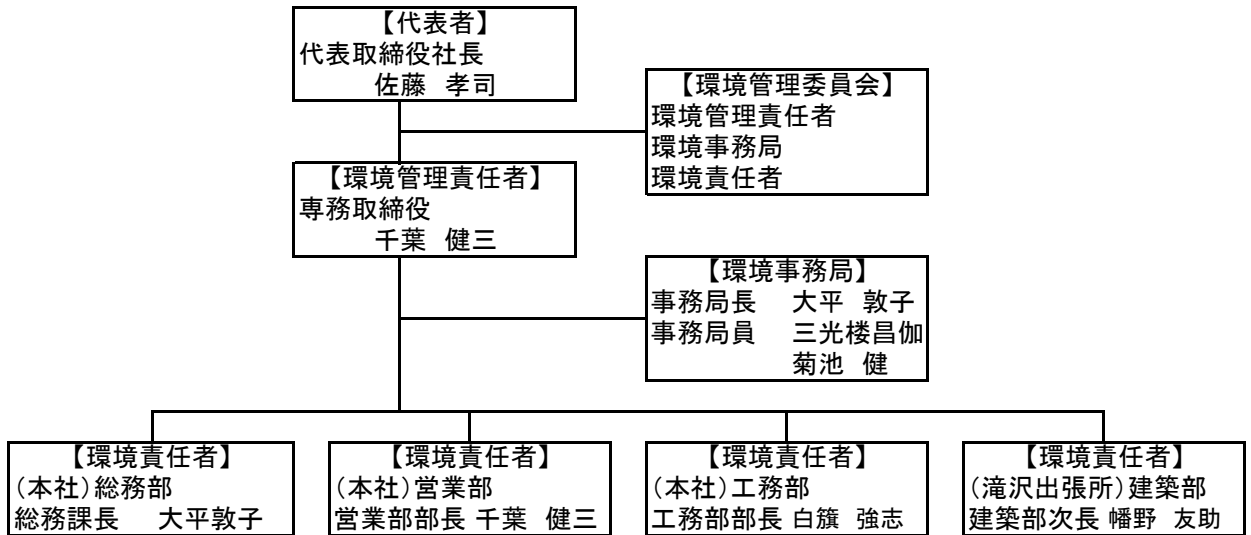 【代表者】
代表取締役社長
佐藤 孝司
【環境管理委員会】
環境管理責任者
環境事務局
環境責任者
【環境管理責任者】
専務取締役
千葉 健三
【環境事務局】
事務局長 大平 敦子
事務局員 三光楼昌伽
菊池 健
【環境責任者】
(本社)総務部
総務課長 大平敦子
【環境責任者】
(本社)営業部
営業部部長 千葉 健三
【環境責任者】
(本社)工務部
工務部部長 白籏 強志
【環境責任者】
(滝沢出張所)建築部
建築部次長 幡野 友助